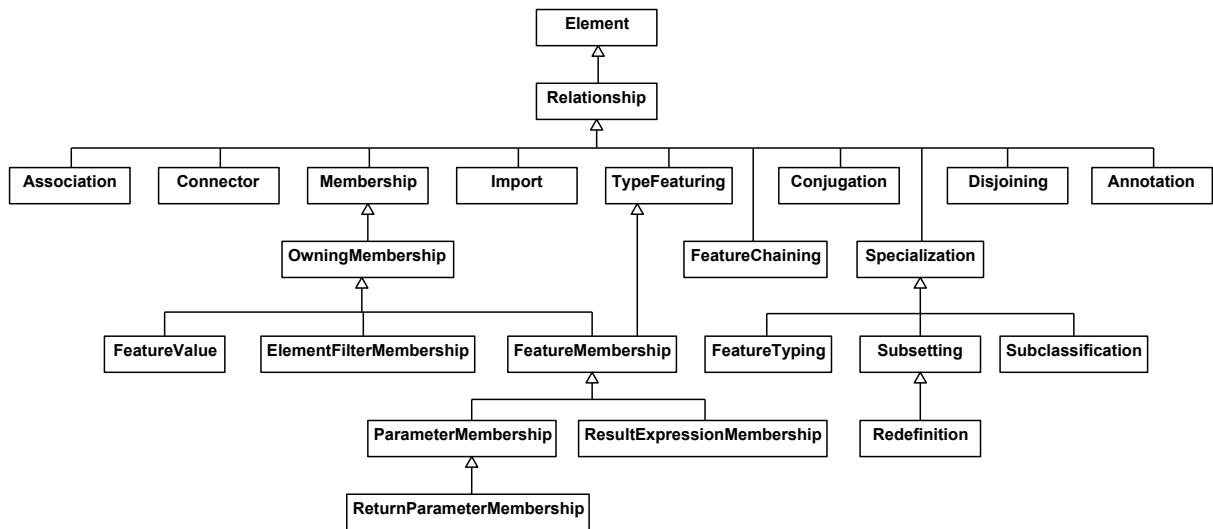 Element
Relationship
Association
Connector
Membership
Import
TypeFeaturing
Conjugation
Disjoining
Annotation
OwningMembership
FeatureChaining
Specialization
FeatureValue
ElementFilterMembership
FeatureMembership
FeatureTyping
Subsetting
Subclassification
ParameterMembership
ResultExpressionMembership
Redefinition
ReturnParameterMembership